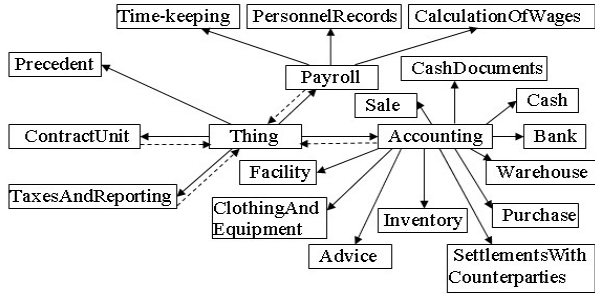 Time-keeping
PersonnelRecords
CalculationOfWages
Precedent
Payroll
CashDocuments
Sale
Cash
ContractUnit
Thing
Accounting
Bank
Facility
Warehouse
TaxesAndReporting
ClothingAnd
Equipment
Inventory
Purchase
Advice
SettlementsWith
Counterparties